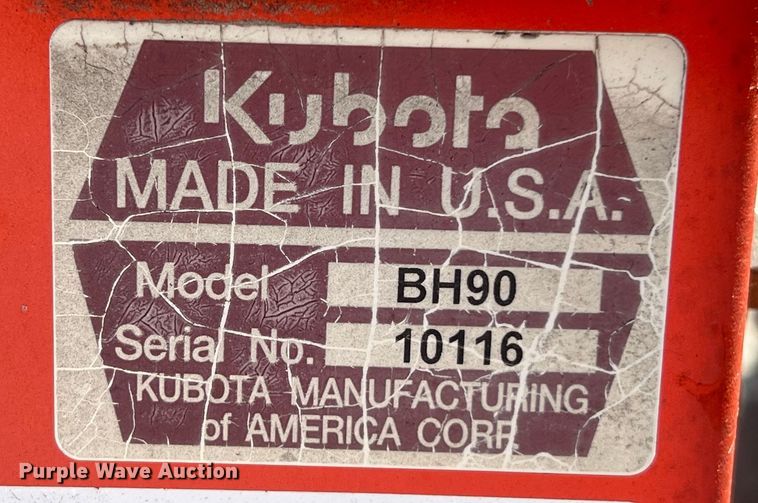 Kubota
MADE IN U.S.A.
Model BH90
Serial No. 10116
KUBOTA MANUFACTURING
of AMERICA CORP.
Purple Wave Auction